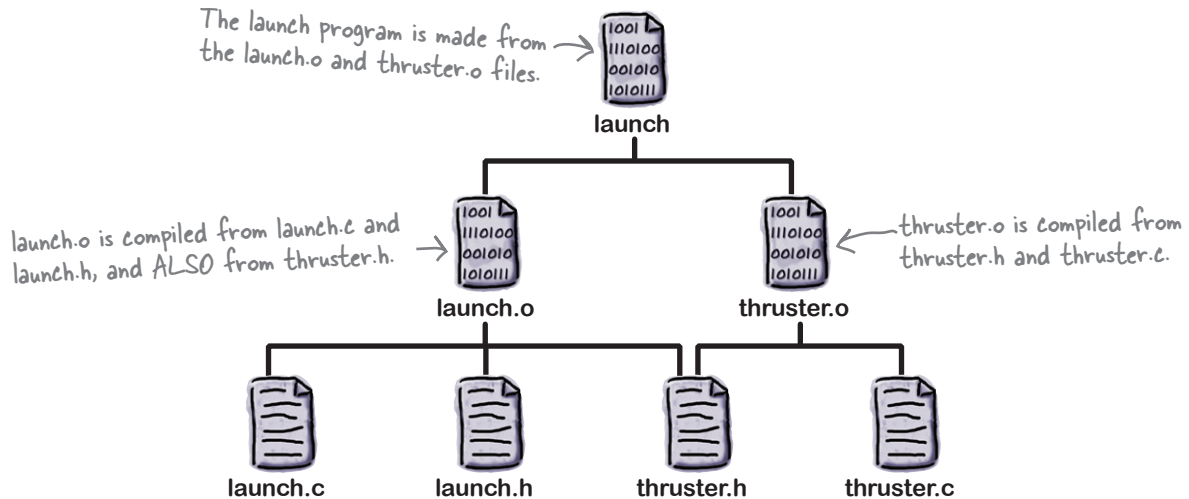 The launch program is made from
the launch.o and thruster.o files.
1001
1110100
001010
1010111
launch
launch.o is compiled from launch.c and
launch.h, and ALSO from thruster.h.
1001
1110100
001010
1010111
launch.o
1001
1110100
001010
1010111
thruster.o
thruster.o is compiled from
thruster.h and thruster.c.
launch.c
launch.h
thruster.h
thruster.c